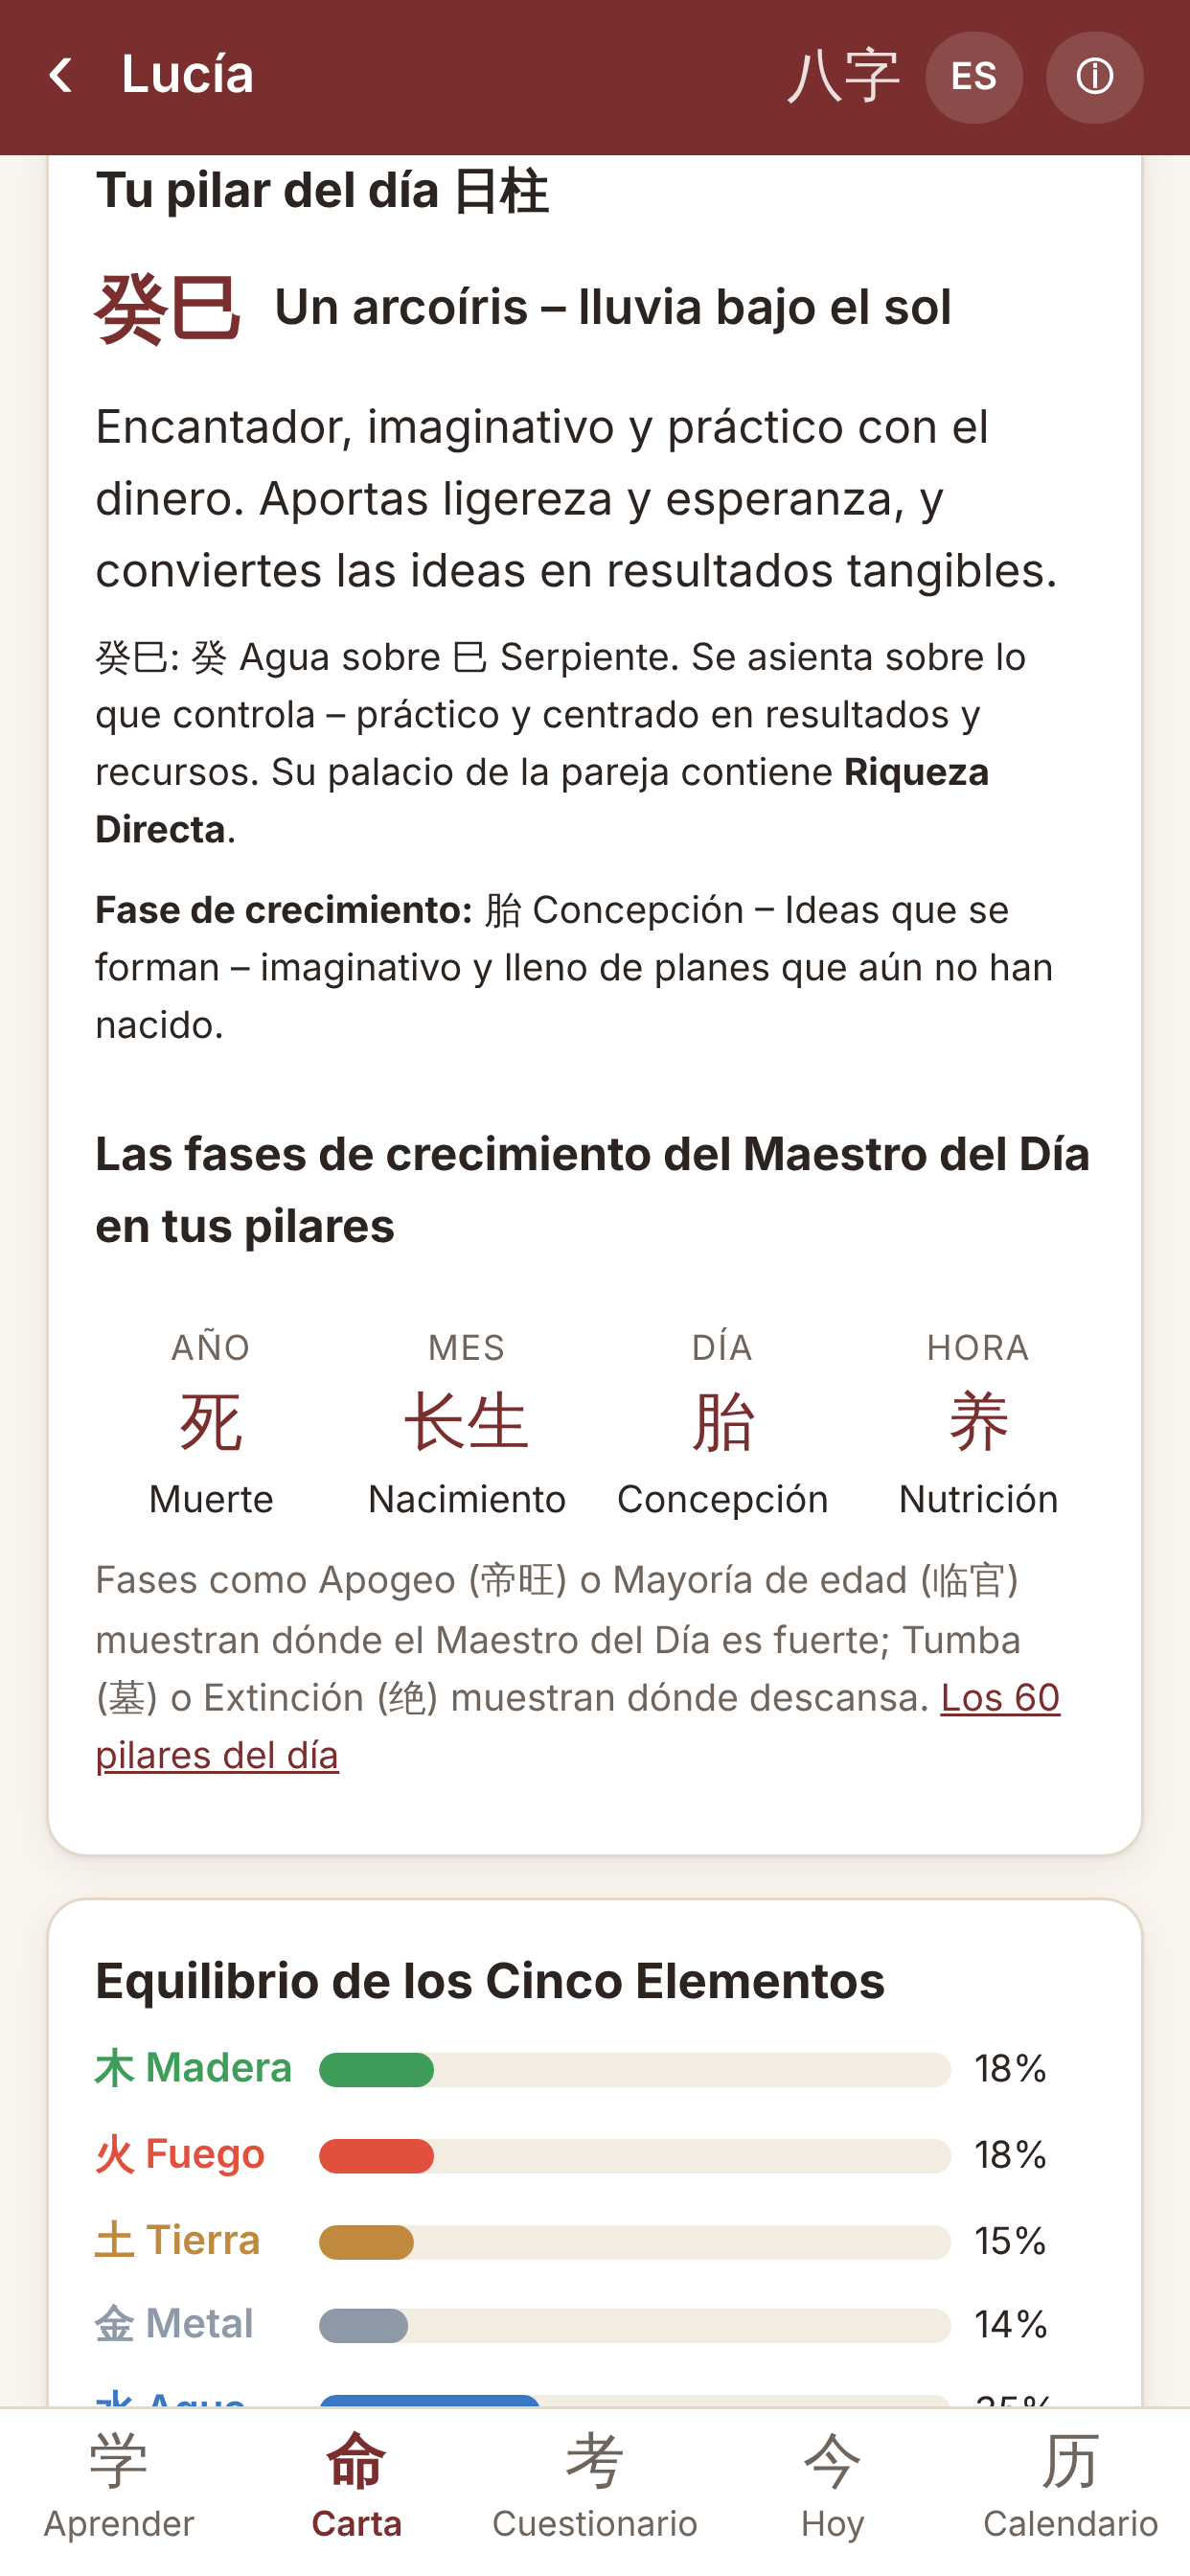 Lucía 八字 ES ⓘ
Tu pilar del día 日柱
癸巳 Un arcoíris – lluvia bajo el sol
Encantador, imaginativo y práctico con el
dinero. Aportas ligereza y esperanza, y
conviertes las ideas en resultados tangibles.
癸巳: 癸 Agua sobre 巳 Serpiente. Se asienta sobre lo
que controla – práctico y centrado en resultados y
recursos. Su palacio de la pareja contiene Riqueza
Directa.
Fase de crecimiento: 胎 Concepción – Ideas que se
forman – imaginativo y lleno de planes que aún no han
nacido.
Las fases de crecimiento del Maestro del Día
en tus pilares
AÑO MES DÍA HORA
死 长生 胎 养
Muerte Nacimiento Concepción Nutrición
Fases como Apogeo (帝旺) o Mayoría de edad (临官)
muestran dónde el Maestro del Día es fuerte; Tumba
(墓) o Extinción (绝) muestran dónde descansa. Los 60
pilares del día
Equilibrio de los Cinco Elementos
木 Madera 18%
火 Fuego 18%
土 Tierra 15%
金 Metal 14%
水 Agua
学 命 考 今 历
Aprender Carta Cuestionario Hoy Calendario